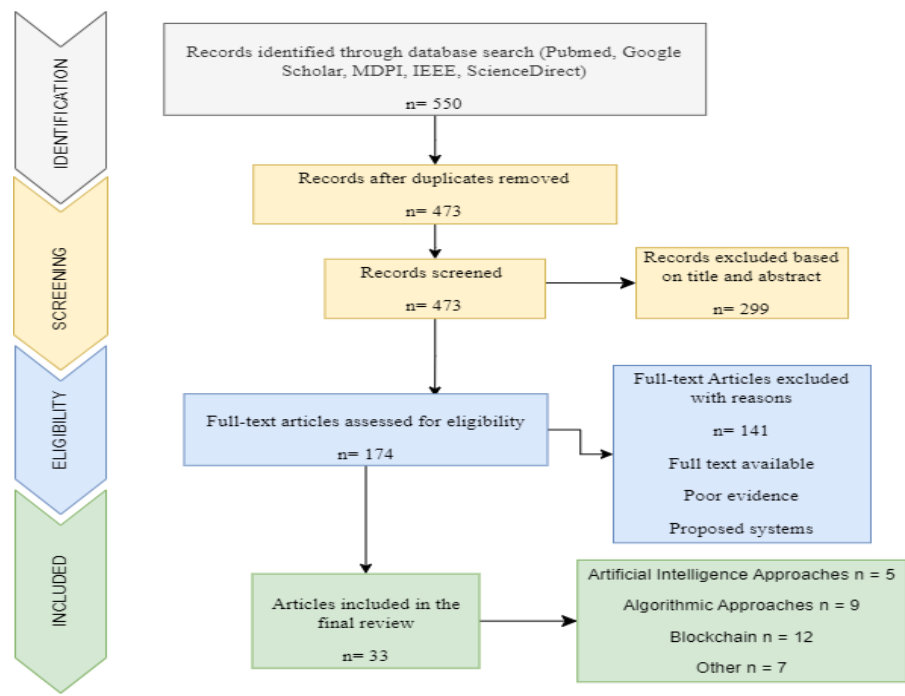 IDENTIFICATION
Records identified through database search (Pubmed, Google
Scholar, MDPI, IEEE, ScienceDirect)
n= 550
SCREENING
Records after duplicates removed
n= 473
Records screened
n= 473
Records excluded based
on title and abstract
n= 299
ELIGIBILITY
Full-text articles assessed for eligibility
n= 174
Full-text Articles excluded
with reasons
n= 141
Full text available
Poor evidence
Proposed systems
INCLUDED
Articles included in the
final review
n= 33
Artificial Intelligence Approaches n = 5
Algorithmic Approaches n = 9
Blockchain n = 12
Other n = 7